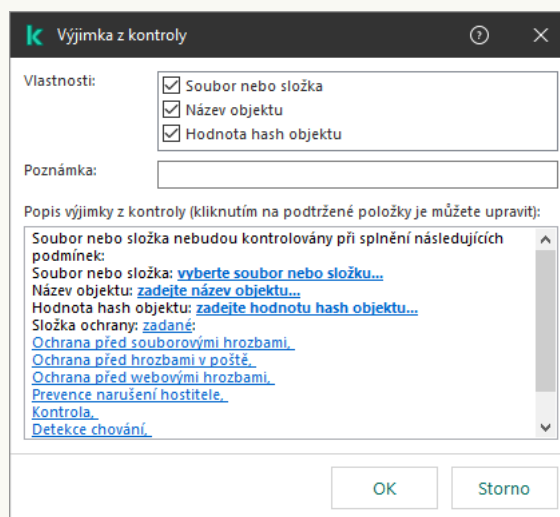 Výjimka z kontroly
Vlastnosti:
Soubor nebo složka
Název objektu
Hodnota hash objektu
Poznámka:
Popis výjimky z kontroly (kliknutím na podtržené položky je můžete upravit):
Soubor nebo složka nebudou kontrolovány při splnění následujících
podmínek:
Soubor nebo složka: vyberte soubor nebo složku...
Název objektu: zadejte název objektu...
Hodnota hash objektu: zadejte hodnotu hash objektu...
Složka ochrany: zadané:
Ochrana před souborovými hrozbami,
Ochrana před hrozbami v poště,
Ochrana před webovými hrozbami,
Prevence narušení hostitele,
Kontrola,
Detekce chování,
OK
Storno